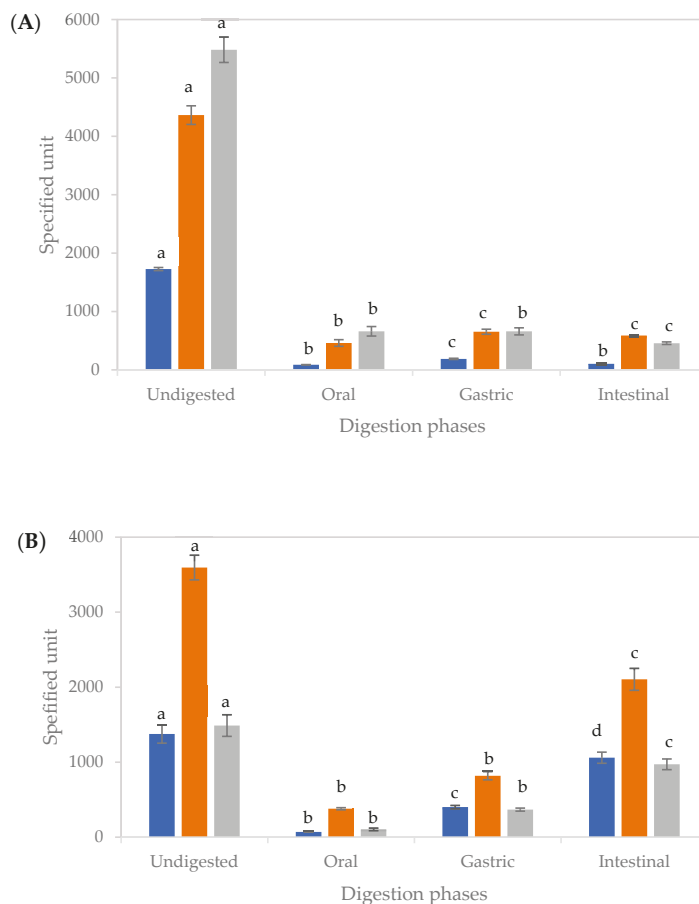 (A)
6000
5000
4000
3000
2000
1000
0
Specified unit
a
a
a
b
b
b
c
c
b
b
c
c
Undigested Oral Gastric Intestinal
Digestion phases
(B)
4000
3000
2000
1000
0
Spefified unit
a
a
a
b
b
b
c
b
b
d
c
c
Undigested Oral Gastric Intestinal
Digestion phases